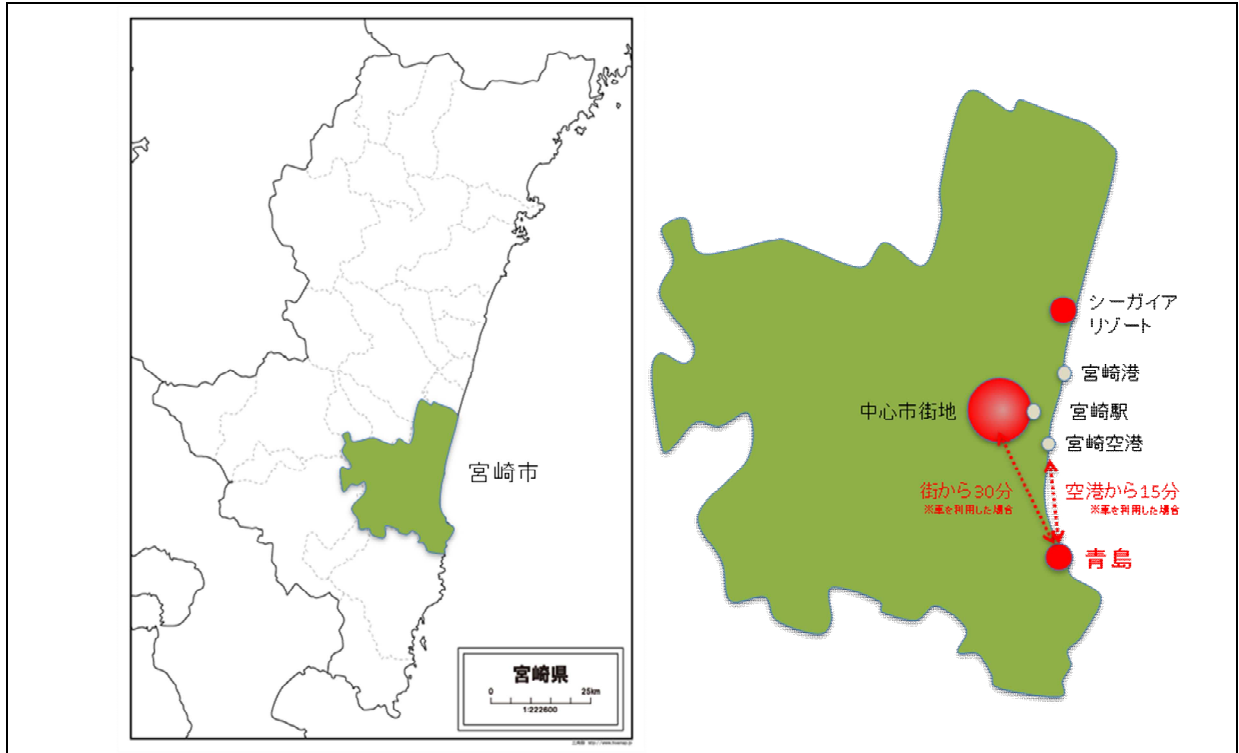 宮崎市
宮崎県
0 25km
1:222600
シーガイア
リゾート
宮崎港
中心市街地
宮崎駅
宮崎空港
街から30分
※車を利用した場合
空港から15分
※車を利用した場合
青島